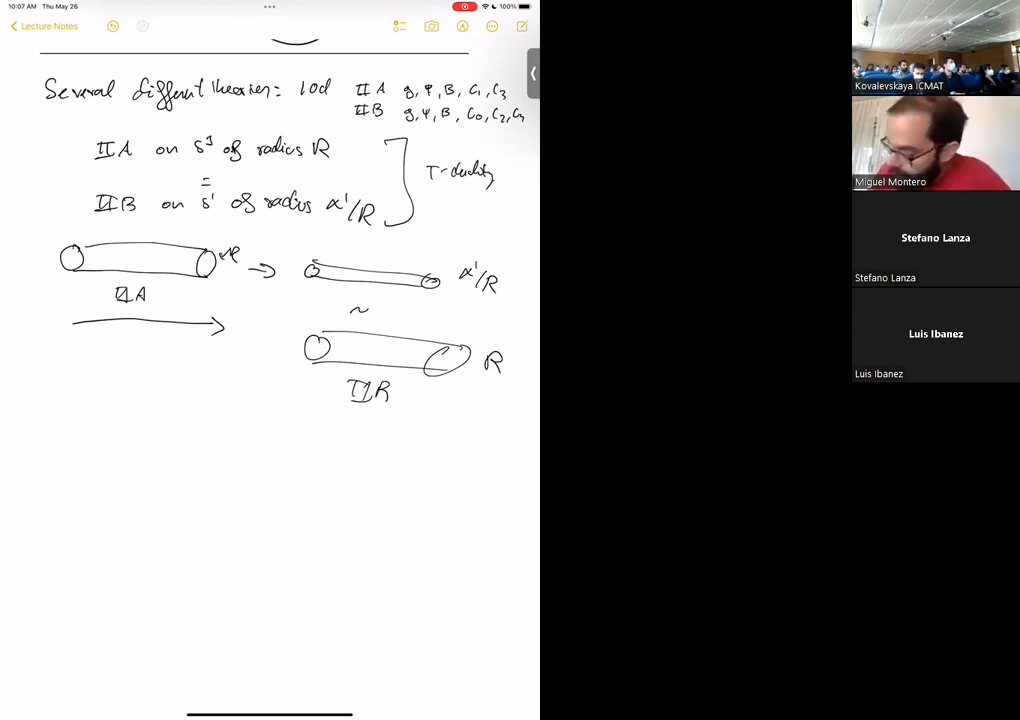 10:07 AM Thu May 26
100%
Lecture Notes
Several different theories: 10d IIA g, φ, B, C₁, C₃
IIB g, φ, B, C₀, C₂, C₄
IIA on S¹ of radius R
=
IIB on S¹ of radius α'/R
T-duality
→ α'/R
IIA
~
R
IIB
Kovalevskaya ICMAT
Miguel Montero
Stefano Lanza
Stefano Lanza
Luis Ibanez
Luis Ibanez